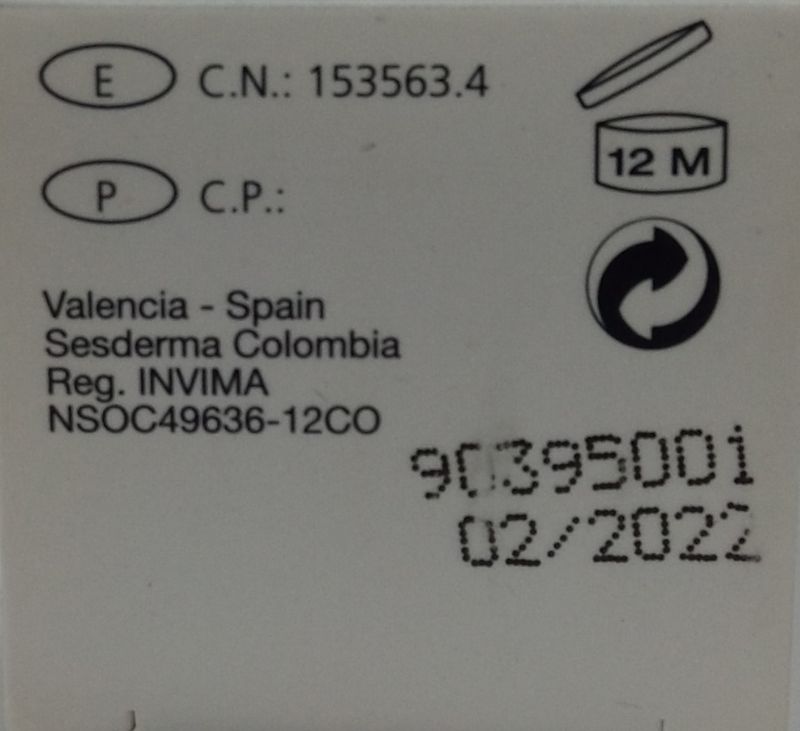 E C.N.: 153563.4
12 M
P C.P.:
Valencia - Spain
Sesderma Colombia
Reg. INVIMA
NSOC49636-12CO
90395001
02/2022